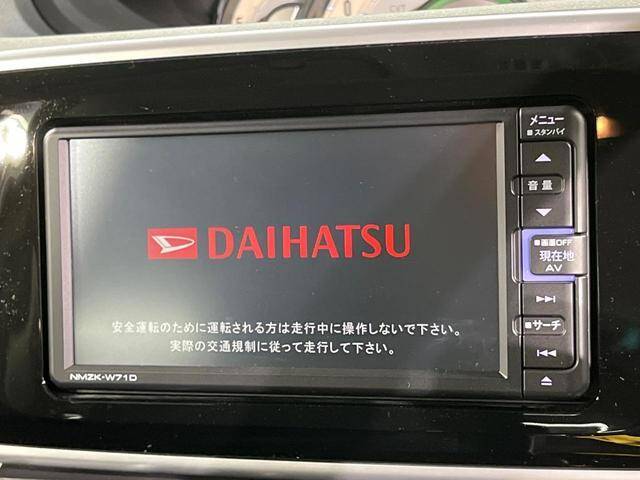 DAIHATSU
安全運転のために運転される方は走行中に操作しないで下さい。
実際の交通規制に従って走行して下さい。
NMZK-W71D
メニュー
■スタンバイ
音量
■画面OFF
現在地
AV
■サーチ